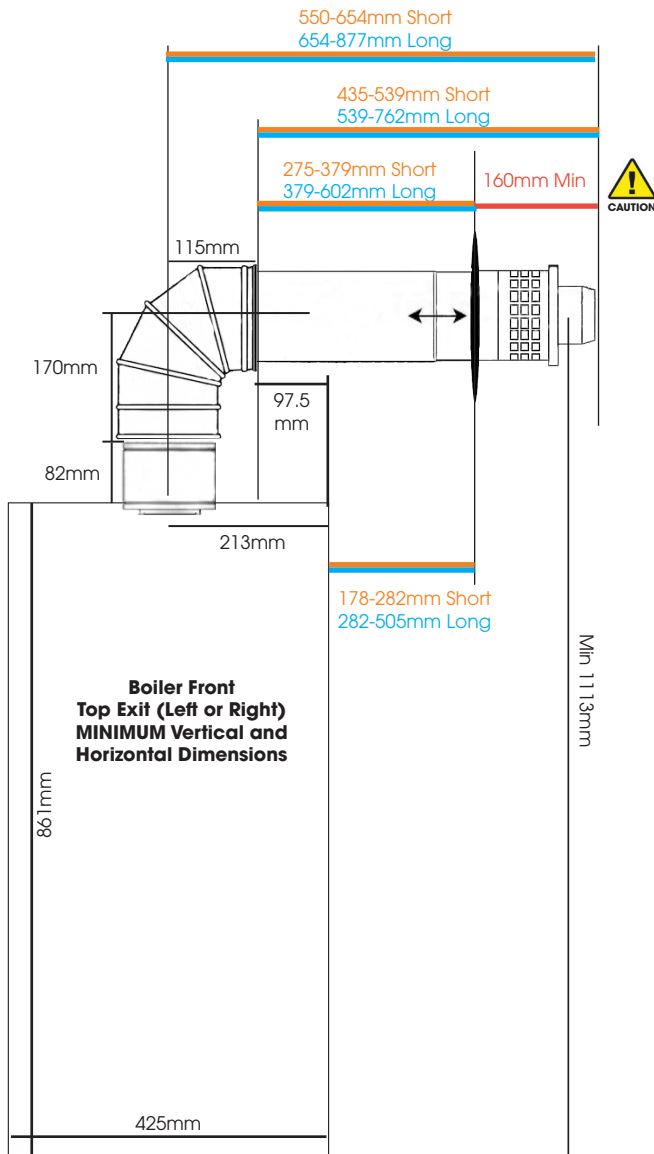 550-654mm Short
654-877mm Long
435-539mm Short
539-762mm Long
275-379mm Short
379-602mm Long
160mm Min
CAUTION
115mm
170mm
97.5
mm
82mm
213mm
178-282mm Short
282-505mm Long
Min 1113mm
Boiler Front
Top Exit (Left or Right)
MINIMUM Vertical and
Horizontal Dimensions
861mm
425mm